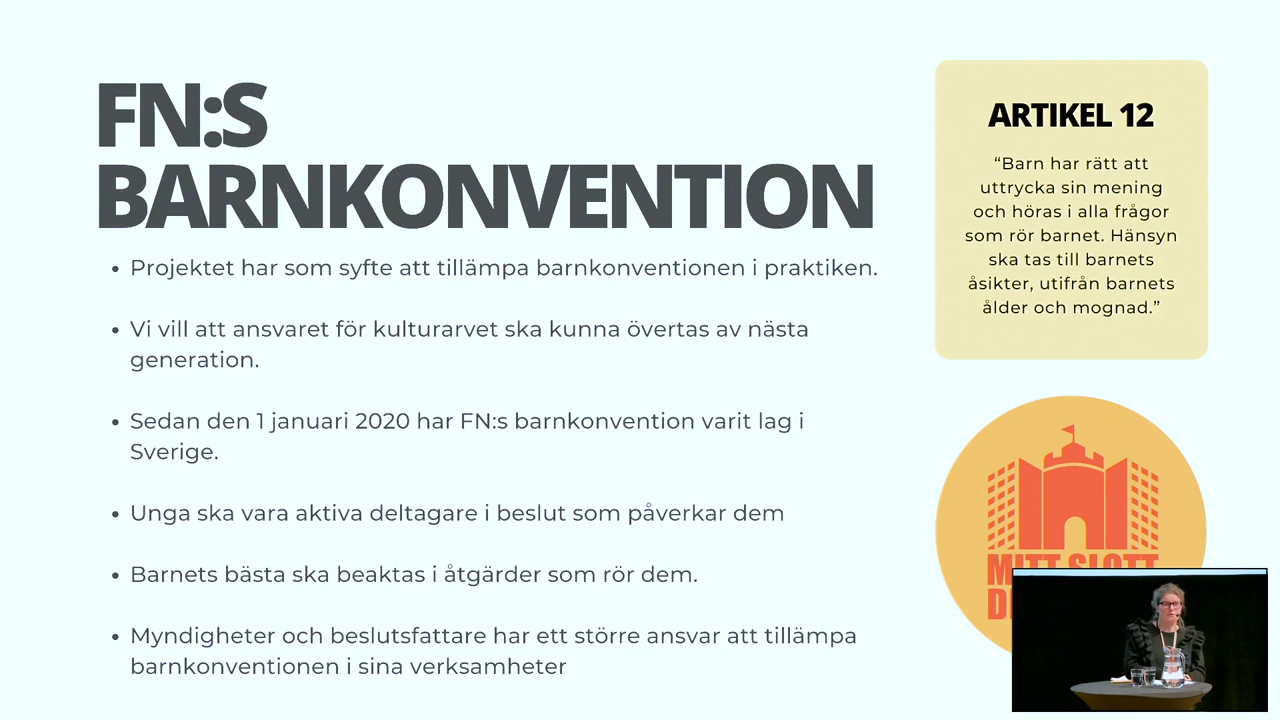 FN:S
BARNKONVENTION
• Projektet har som syfte att tillämpa barnkonventionen i praktiken.
• Vi vill att ansvaret för kulturarvet ska kunna övertas av nästa
generation.
• Sedan den 1 januari 2020 har FN:s barnkonvention varit lag i
Sverige.
• Unga ska vara aktiva deltagare i beslut som påverkar dem
• Barnets bästa ska beaktas i åtgärder som rör dem.
• Myndigheter och beslutsfattare har ett större ansvar att tillämpa
barnkonventionen i sina verksamheter
ARTIKEL 12
“Barn har rätt att
uttrycka sin mening
och höras i alla frågor
som rör barnet. Hänsyn
ska tas till barnets
åsikter, utifrån barnets
ålder och mognad.”
MITT SLOTT